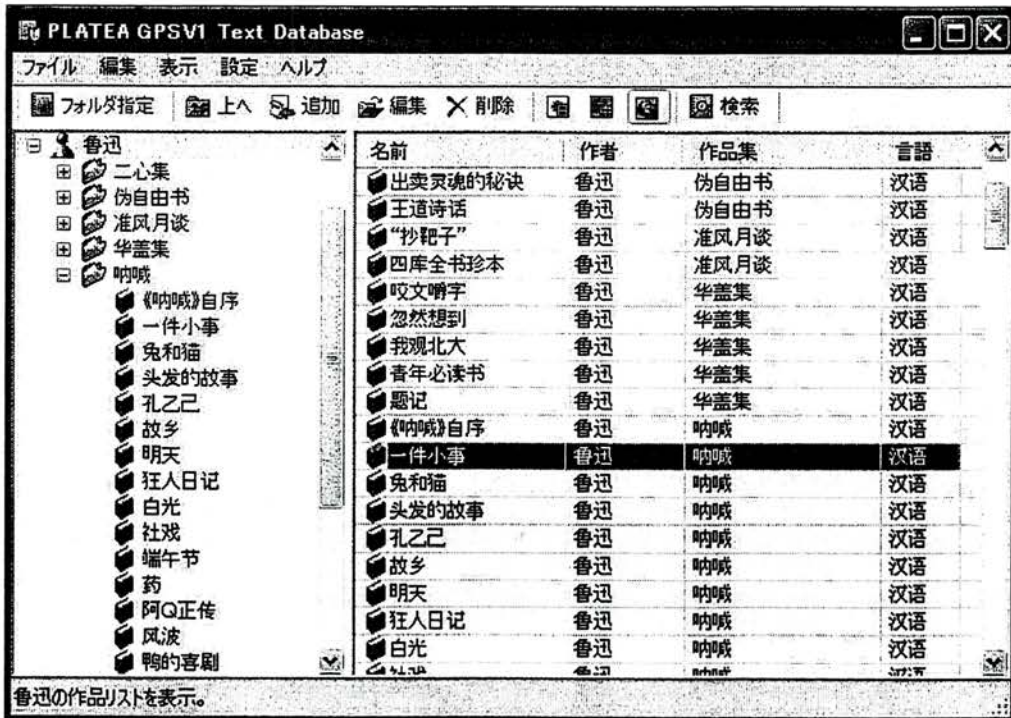 PLATEA GPSV1 Text Database
ファイル 編集 表示 設定 ヘルプ
フォルダ指定 上へ 追加 編集 削除 検索
鲁迅
二心集
伪自由书
准风月谈
华盖集
呐喊
《呐喊》自序
一件小事
兔和猫
头发的故事
孔乙己
故乡
明天
狂人日记
白光
社戏
端午节
药
阿Q正传
风波
鸭的喜剧
名前 作者 作品集 言語
出卖灵魂的秘诀 鲁迅 伪自由书 汉语
王道诗话 鲁迅 伪自由书 汉语
“抄靶子” 鲁迅 准风月谈 汉语
四库全书珍本 鲁迅 准风月谈 汉语
咬文嚼字 鲁迅 华盖集 汉语
忽然想到 鲁迅 华盖集 汉语
我观北大 鲁迅 华盖集 汉语
青年必读书 鲁迅 华盖集 汉语
题记 鲁迅 华盖集 汉语
《呐喊》自序 鲁迅 呐喊 汉语
一件小事 鲁迅 呐喊 汉语
兔和猫 鲁迅 呐喊 汉语
头发的故事 鲁迅 呐喊 汉语
孔乙己 鲁迅 呐喊 汉语
故乡 鲁迅 呐喊 汉语
明天 鲁迅 呐喊 汉语
狂人日记 鲁迅 呐喊 汉语
白光 鲁迅 呐喊 汉语
鲁迅の作品リストを表示。